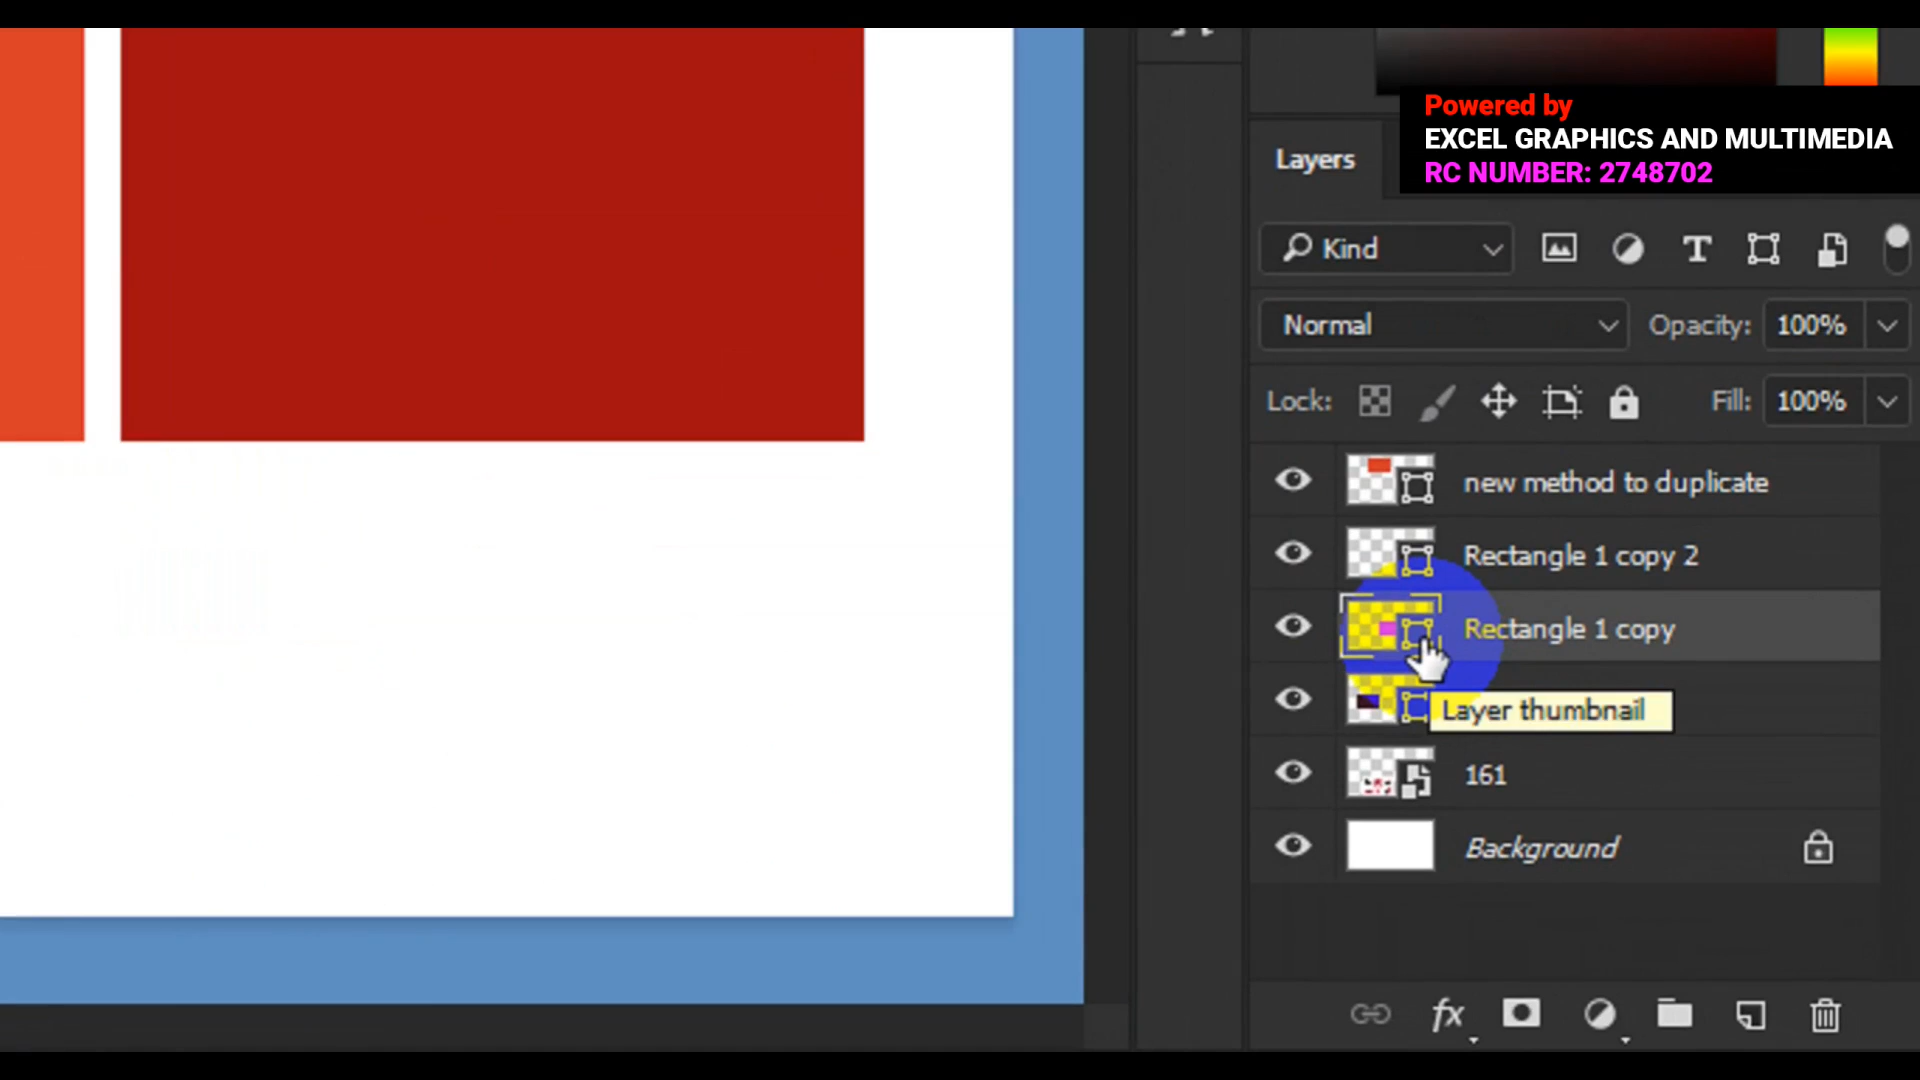 Powered by
EXCEL GRAPHICS AND MULTIMEDIA
RC NUMBER: 2748702
Layers
Kind
Normal
Opacity: 100%
Lock:
Fill: 100%
new method to duplicate
Rectangle 1 copy 2
Rectangle 1 copy
Layer thumbnail
161
Background
fx